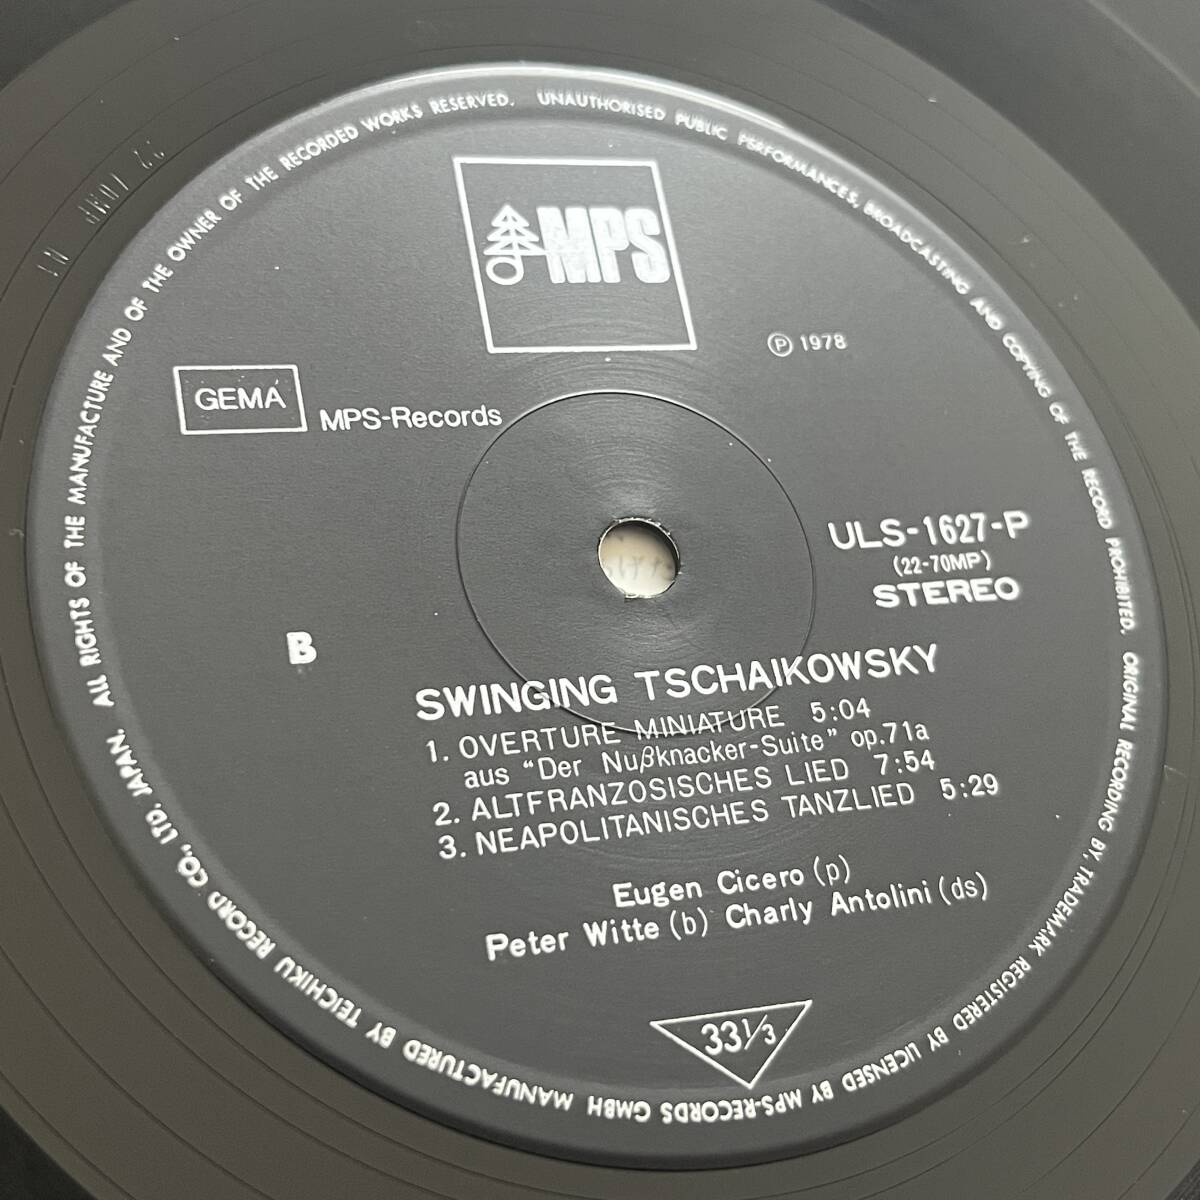 MPS
℗ 1978
GEMA
MPS-Records
ULS-1627-P
(22-70MP)
STEREO
B
SWINGING TSCHAIKOWSKY
1. OVERTURE MINIATURE 5:04
aus "Der Nußknacker-Suite" op.71a
2. ALTFRANZOSISCHES LIED 7:54
3. NEAPOLITANISCHES TANZLIED 5:29
Eugen Cicero (p)
Peter Witte (b) Charly Antolini (ds)
33 1/3
ALL RIGHTS OF THE MANUFACTURE AND OF THE OWNER OF THE RECORDED WORKS RESERVED. UNAUTHORISED PUBLIC PERFORMANCES, BROADCASTING AND COPYING OF THE RECORD PROHIBITED. ORIGINAL RECORDING BY, TRADEMARK REGISTERED BY LICENSED BY MPS-RECORDS GMBH MANUFACTURED BY TEICHIKU RECORD CO., LTD. JAPAN.